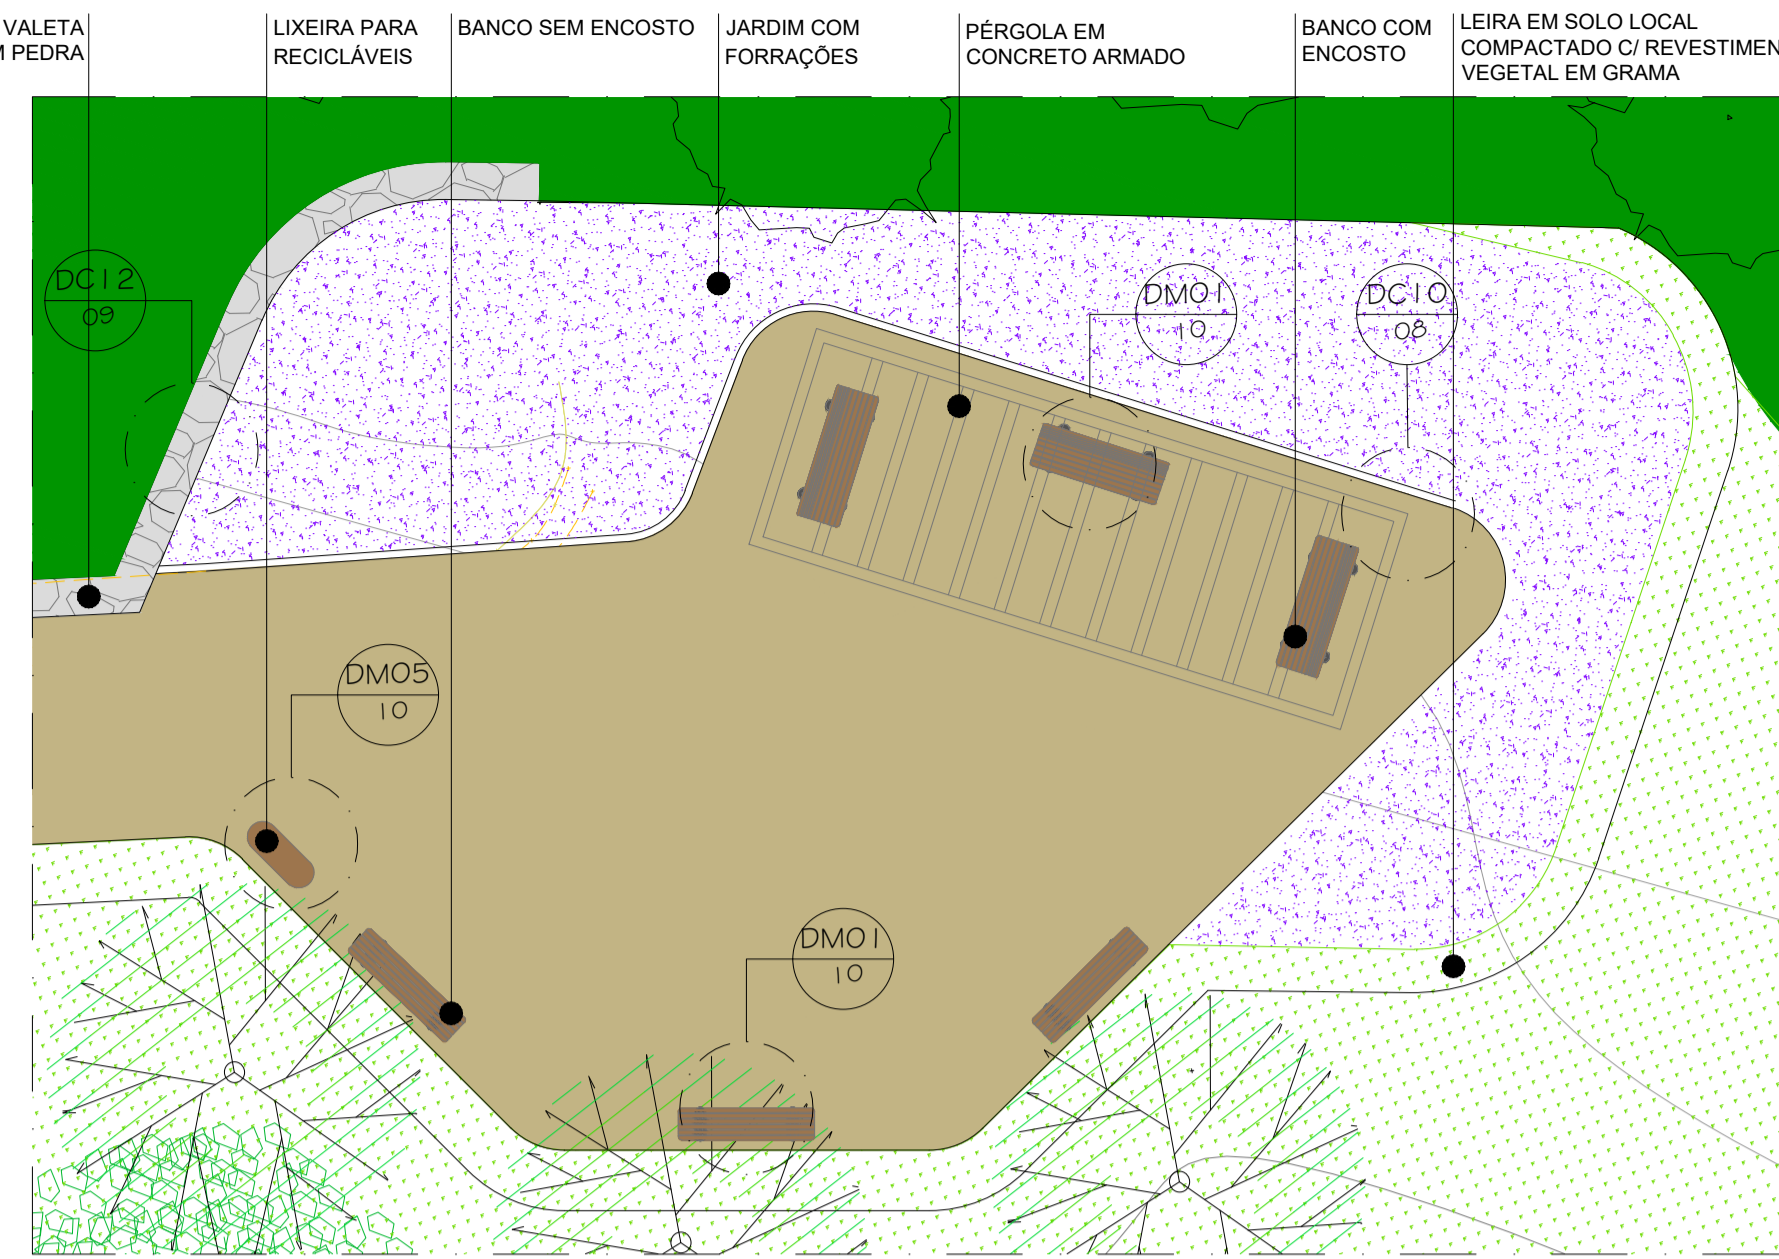 VALETA
M PEDRA
LIXEIRA PARA
RECICLÁVEIS
BANCO SEM ENCOSTO
JARDIM COM
FORRAÇÕES
PÉRGOLA EM
CONCRETO ARMADO
BANCO COM
ENCOSTO
LEIRA EM SOLO LOCAL
COMPACTADO C/ REVESTIMEN
VEGETAL EM GRAMA
DC12
09
DM01
10
DC10
08
DM05
10
DM01
10